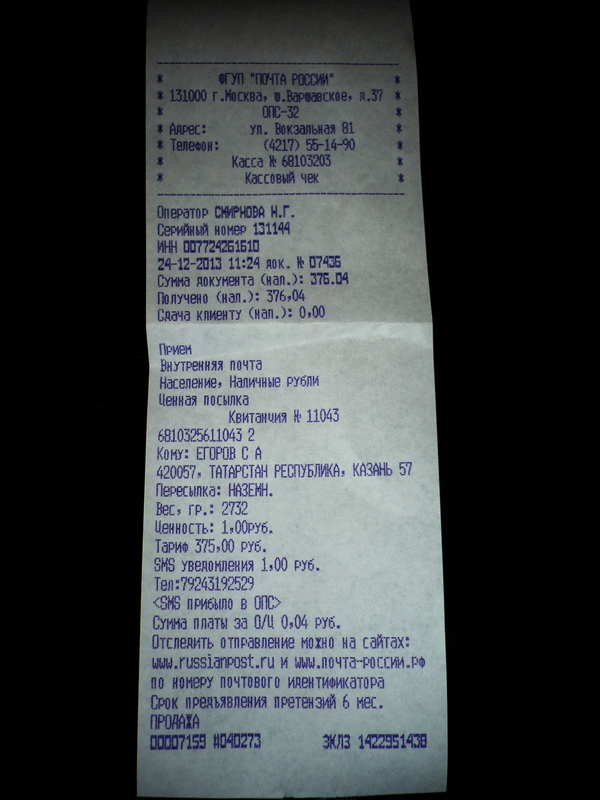 * ФГУП "ПОЧТА РОССИИ" *
* 131000 г.Москва, ш.Варшавское, д.37 *
* ОПС-32 *
* Адрес: ул. Вокзальная 81 *
* Телефон: (4217) 55-14-90 *
* Касса № 68103203 *
* Кассовый чек *
Оператор СМИРНОВА Н.Г.
Серийный номер 131144
ИНН 007724261610
24-12-2013 11:24 док. № 07436
Сумма документа (нал.): 376.04
Получено (нал.): 376,04
Сдача клиенту (нал.): 0,00
Прием
Внутренняя почта
Население, Наличные рубли
Ценная посылка
Квитанция № 11043
6810325611043 2
Кому: ЕГОРОВ С А
420057, ТАТАРСТАН РЕСПУБЛИКА, КАЗАНЬ 57
Пересылка: НАЗЕМН.
Вес, гр.: 2732
Ценность: 1,00руб.
Тариф 375,00 руб.
SMS уведомления 1,00 руб.
Тел:79243192529
<SMS прибыло в ОПС>
Сумма платы за О/Ц 0,04 руб.
Отследить отправление можно на сайтах:
www.russianpost.ru и www.почта-россии.рф
по номеру почтового идентификатора
Срок предъявления претензий 6 мес.
ПРОДАЖА
00007159 #040273 ЭКЛЗ 1422951438